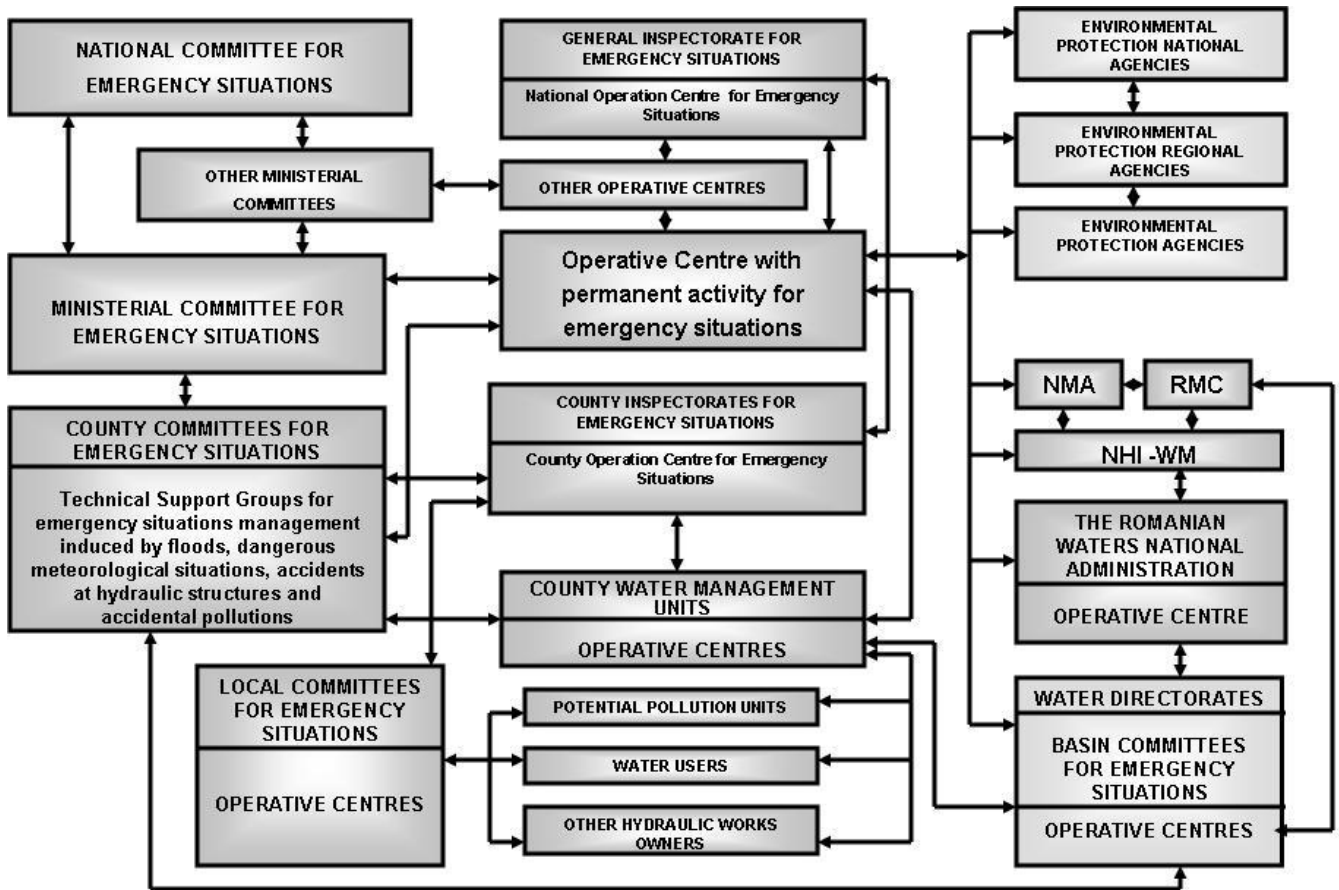 NATIONAL COMMITTEE FOR
EMERGENCY SITUATIONS
OTHER MINISTERIAL
COMMITTEES
MINISTERIAL COMMITTEE FOR
EMERGENCY SITUATIONS
COUNTY COMMITTEES FOR
EMERGENCY SITUATIONS
Technical Support Groups for
emergency situations management
induced by floods, dangerous
meteorological situations, accidents
at hydraulic structures and
accidental pollutions
LOCAL COMMITTEES
FOR EMERGENCY
SITUATIONS
OPERATIVE CENTRES
GENERAL INSPECTORATE FOR
EMERGENCY SITUATIONS
National Operation Centre for Emergency
Situations
OTHER OPERATIVE CENTRES
Operative Centre with
permanent activity for
emergency situations
COUNTY INSPECTORATES FOR
EMERGENCY SITUATIONS
County Operation Centre for Emergency
Situations
COUNTY WATER MANAGEMENT
UNITS
OPERATIVE CENTRES
POTENTIAL POLLUTION UNITS
WATER USERS
OTHER HYDRAULIC WORKS
OWNERS
ENVIRONMENTAL
PROTECTION NATIONAL
AGENCIES
ENVIRONMENTAL
PROTECTION REGIONAL
AGENCIES
ENVIRONMENTAL
PROTECTION AGENCIES
NMA
RMC
NHI -WM
THE ROMANIAN
WATERS NATIONAL
ADMINISTRATION
OPERATIVE CENTRE
WATER DIRECTORATES
BASIN COMMITTEES
FOR EMERGENCY
SITUATIONS
OPERATIVE CENTRES